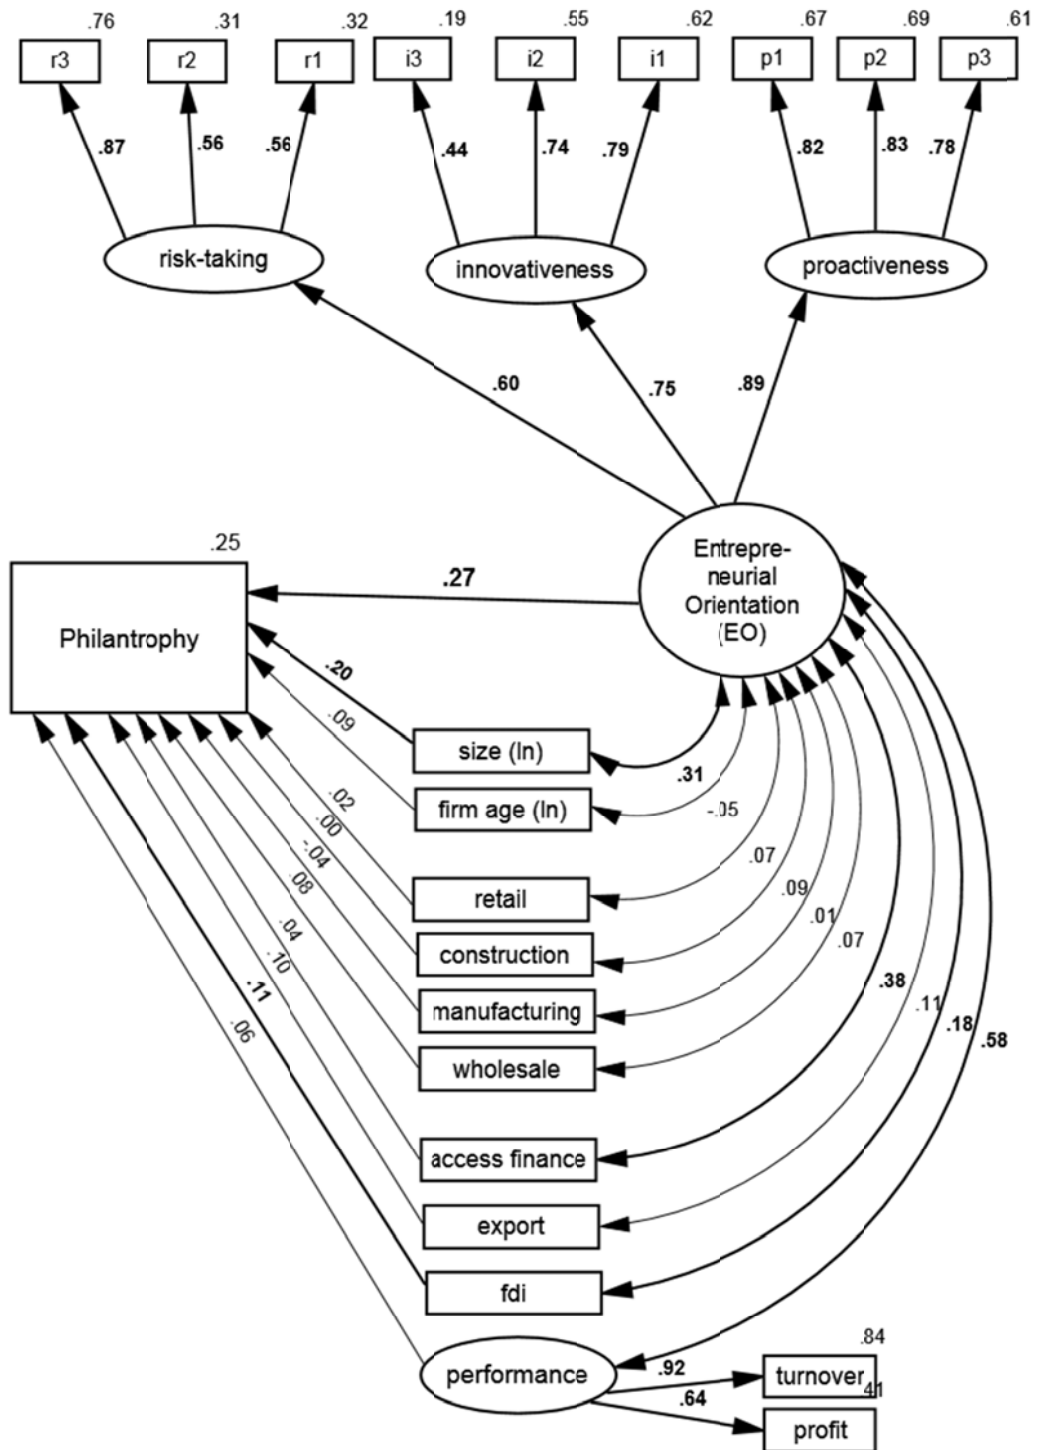 .76 .31 .32 .19 .55 .62 .67 .69 .61
r3 r2 r1 i3 i2 i1 p1 p2 p3
.87 .56 .56 .44 .74 .79 .82 .83 .78
risk-taking innovativeness proactiveness
.60 .75 .89
.25
Entrepre-
neurial
Orientation
(EO)
.27
Philantrophy
.20
.09
size (ln)
.31
firm age (ln)
-.05
.02
.00
-.04
.08
.07
retail
.09
.01
.04
.07
construction
.10
.11
.38
manufacturing
.11
.18
.06
.58
wholesale
access finance
export
fdi
.84
performance
.92
turnover
.41
.64
profit